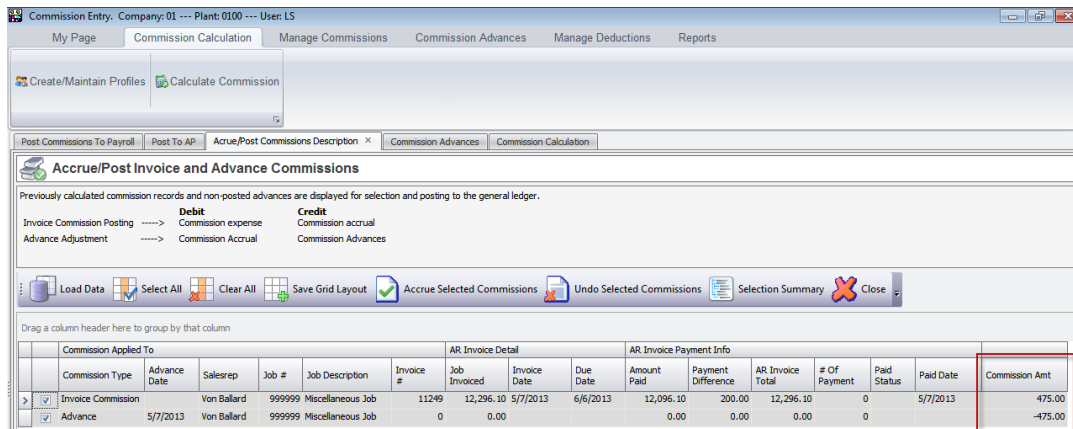 Commission Entry. Company: 01 --- Plant: 0100 --- User: LS
My Page Commission Calculation Manage Commissions Commission Advances Manage Deductions Reports
Create/Maintain Profiles Calculate Commission
Post Commissions To Payroll Post To AP Acrue/Post Commissions Description × Commission Advances Commission Calculation
Accrue/Post Invoice and Advance Commissions
Previously calculated commission records and non-posted advances are displayed for selection and posting to the general ledger.
Debit Credit
Invoice Commission Posting -----> Commission expense Commission accrual
Advance Adjustment -----> Commission Accrual Commission Advances
Load Data Select All Clear All Save Grid Layout Accrue Selected Commissions Undo Selected Commissions Selection Summary Close
Drag a column header here to group by that column
Commission Applied To AR Invoice Detail AR Invoice Payment Info
Commission Type Advance Date Salesrep Job # Job Description Invoice # Job Invoiced Invoice Date Due Date Amount Paid Payment Difference AR Invoice Total # Of Payment Paid Status Paid Date Commission Amt
Invoice Commission Von Ballard 999999 Miscellaneous Job 11249 12,296.10 5/7/2013 6/6/2013 12,096.10 200.00 12,296.10 0 5/7/2013 475.00
Advance 5/7/2013 Von Ballard 999999 Miscellaneous Job 0 0.00 0.00 0.00 0.00 0 -475.00